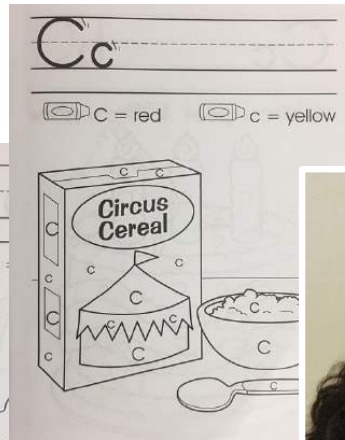 Cc
C = red c = yellow
c c
Circus
Cereal
C
c c
c C
C c c C
c C C
c